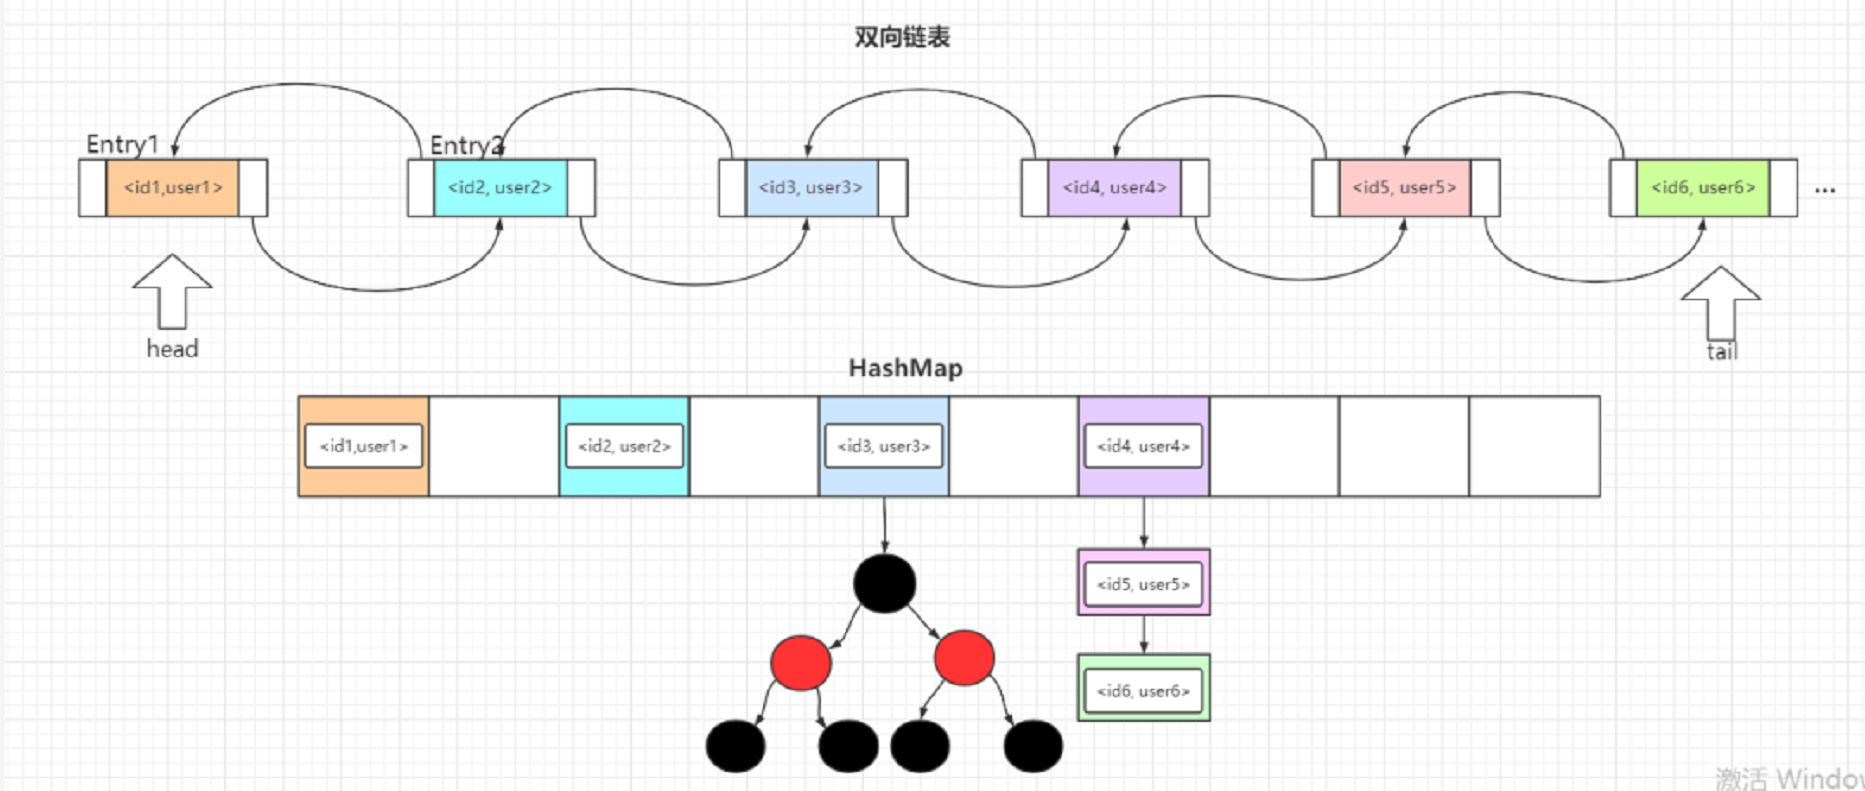 双向链表
Entry1
Entry2
<id1,user1>
<id2, user2>
<id3, user3>
<id4, user4>
<id5, user5>
<id6, user6>
...
head
tail
HashMap
<id1,user1>
<id2, user2>
<id3, user3>
<id4, user4>
<id5, user5>
<id6, user6>
激活 Window